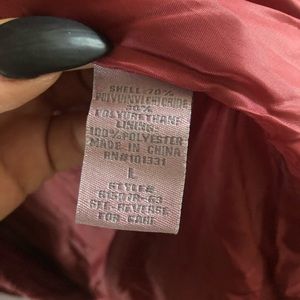 SHELL: 70%
POLYVINYLCHLORIDE
30%
POLYURETHANE
LINING:
100% POLYESTER
MADE IN CHINA
RN#101331
L
STYLE#
SEE REVERSE
FOR CARE